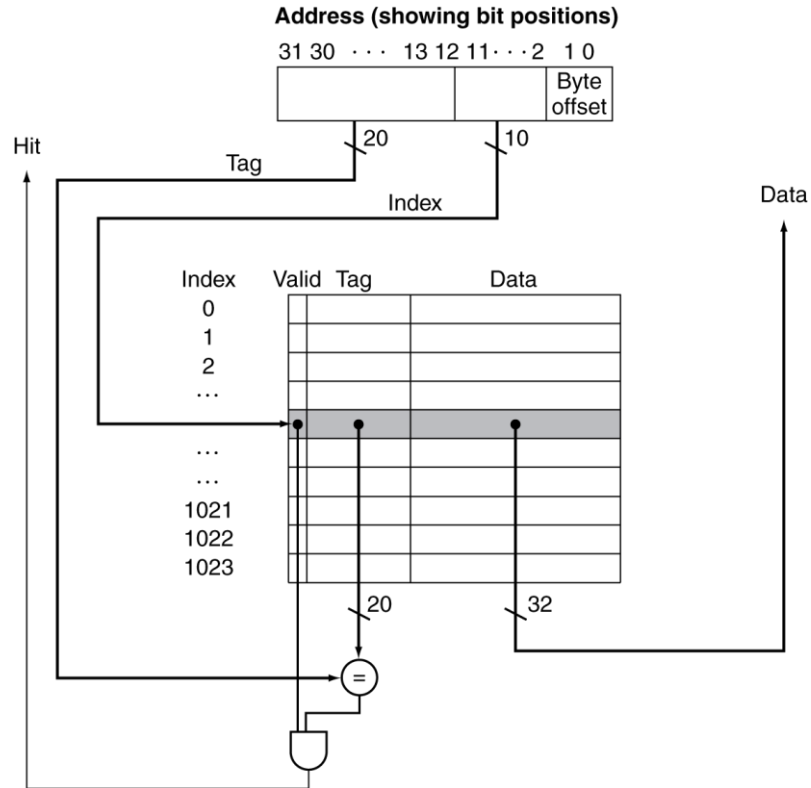 Address (showing bit positions)
31 30 · · · 13 12 11 · · · 2 1 0
Byte
offset
20
10
Hit
Tag
Index
Data
Index Valid Tag Data
0
1
2
...
...
...
1021
1022
1023
20
32
=